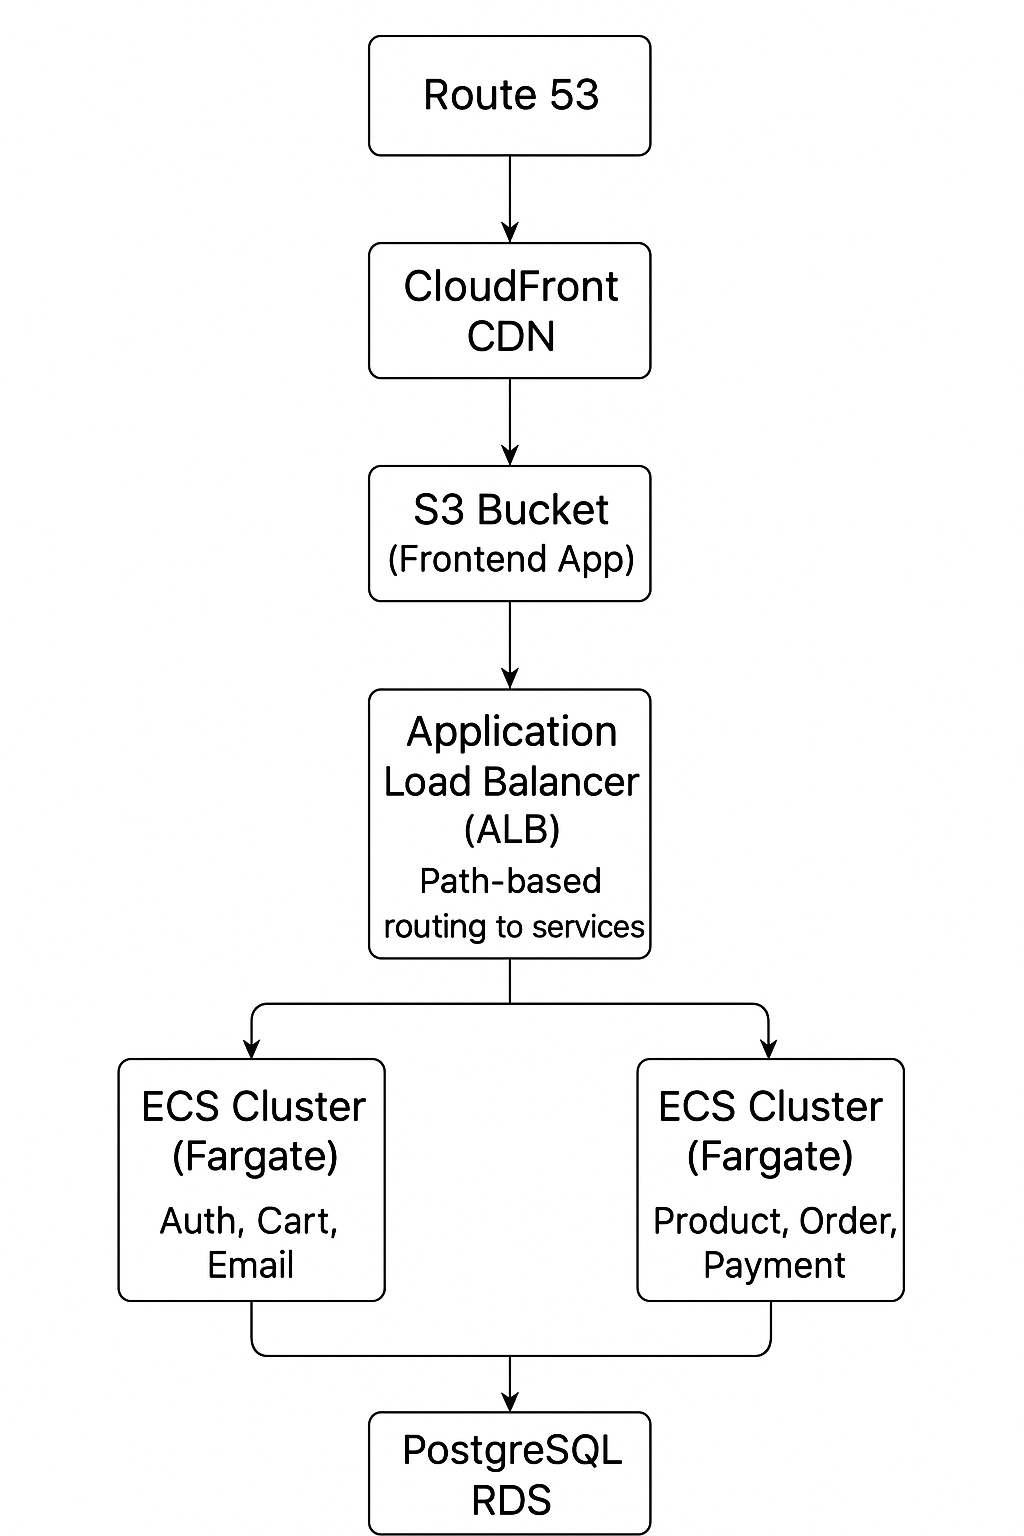 Route 53
CloudFront
CDN
S3 Bucket
(Frontend App)
Application
Load Balancer
(ALB)
Path-based
routing to services
ECS Cluster
(Fargate)
Auth, Cart,
Email
ECS Cluster
(Fargate)
Product, Order,
Payment
PostgreSQL
RDS